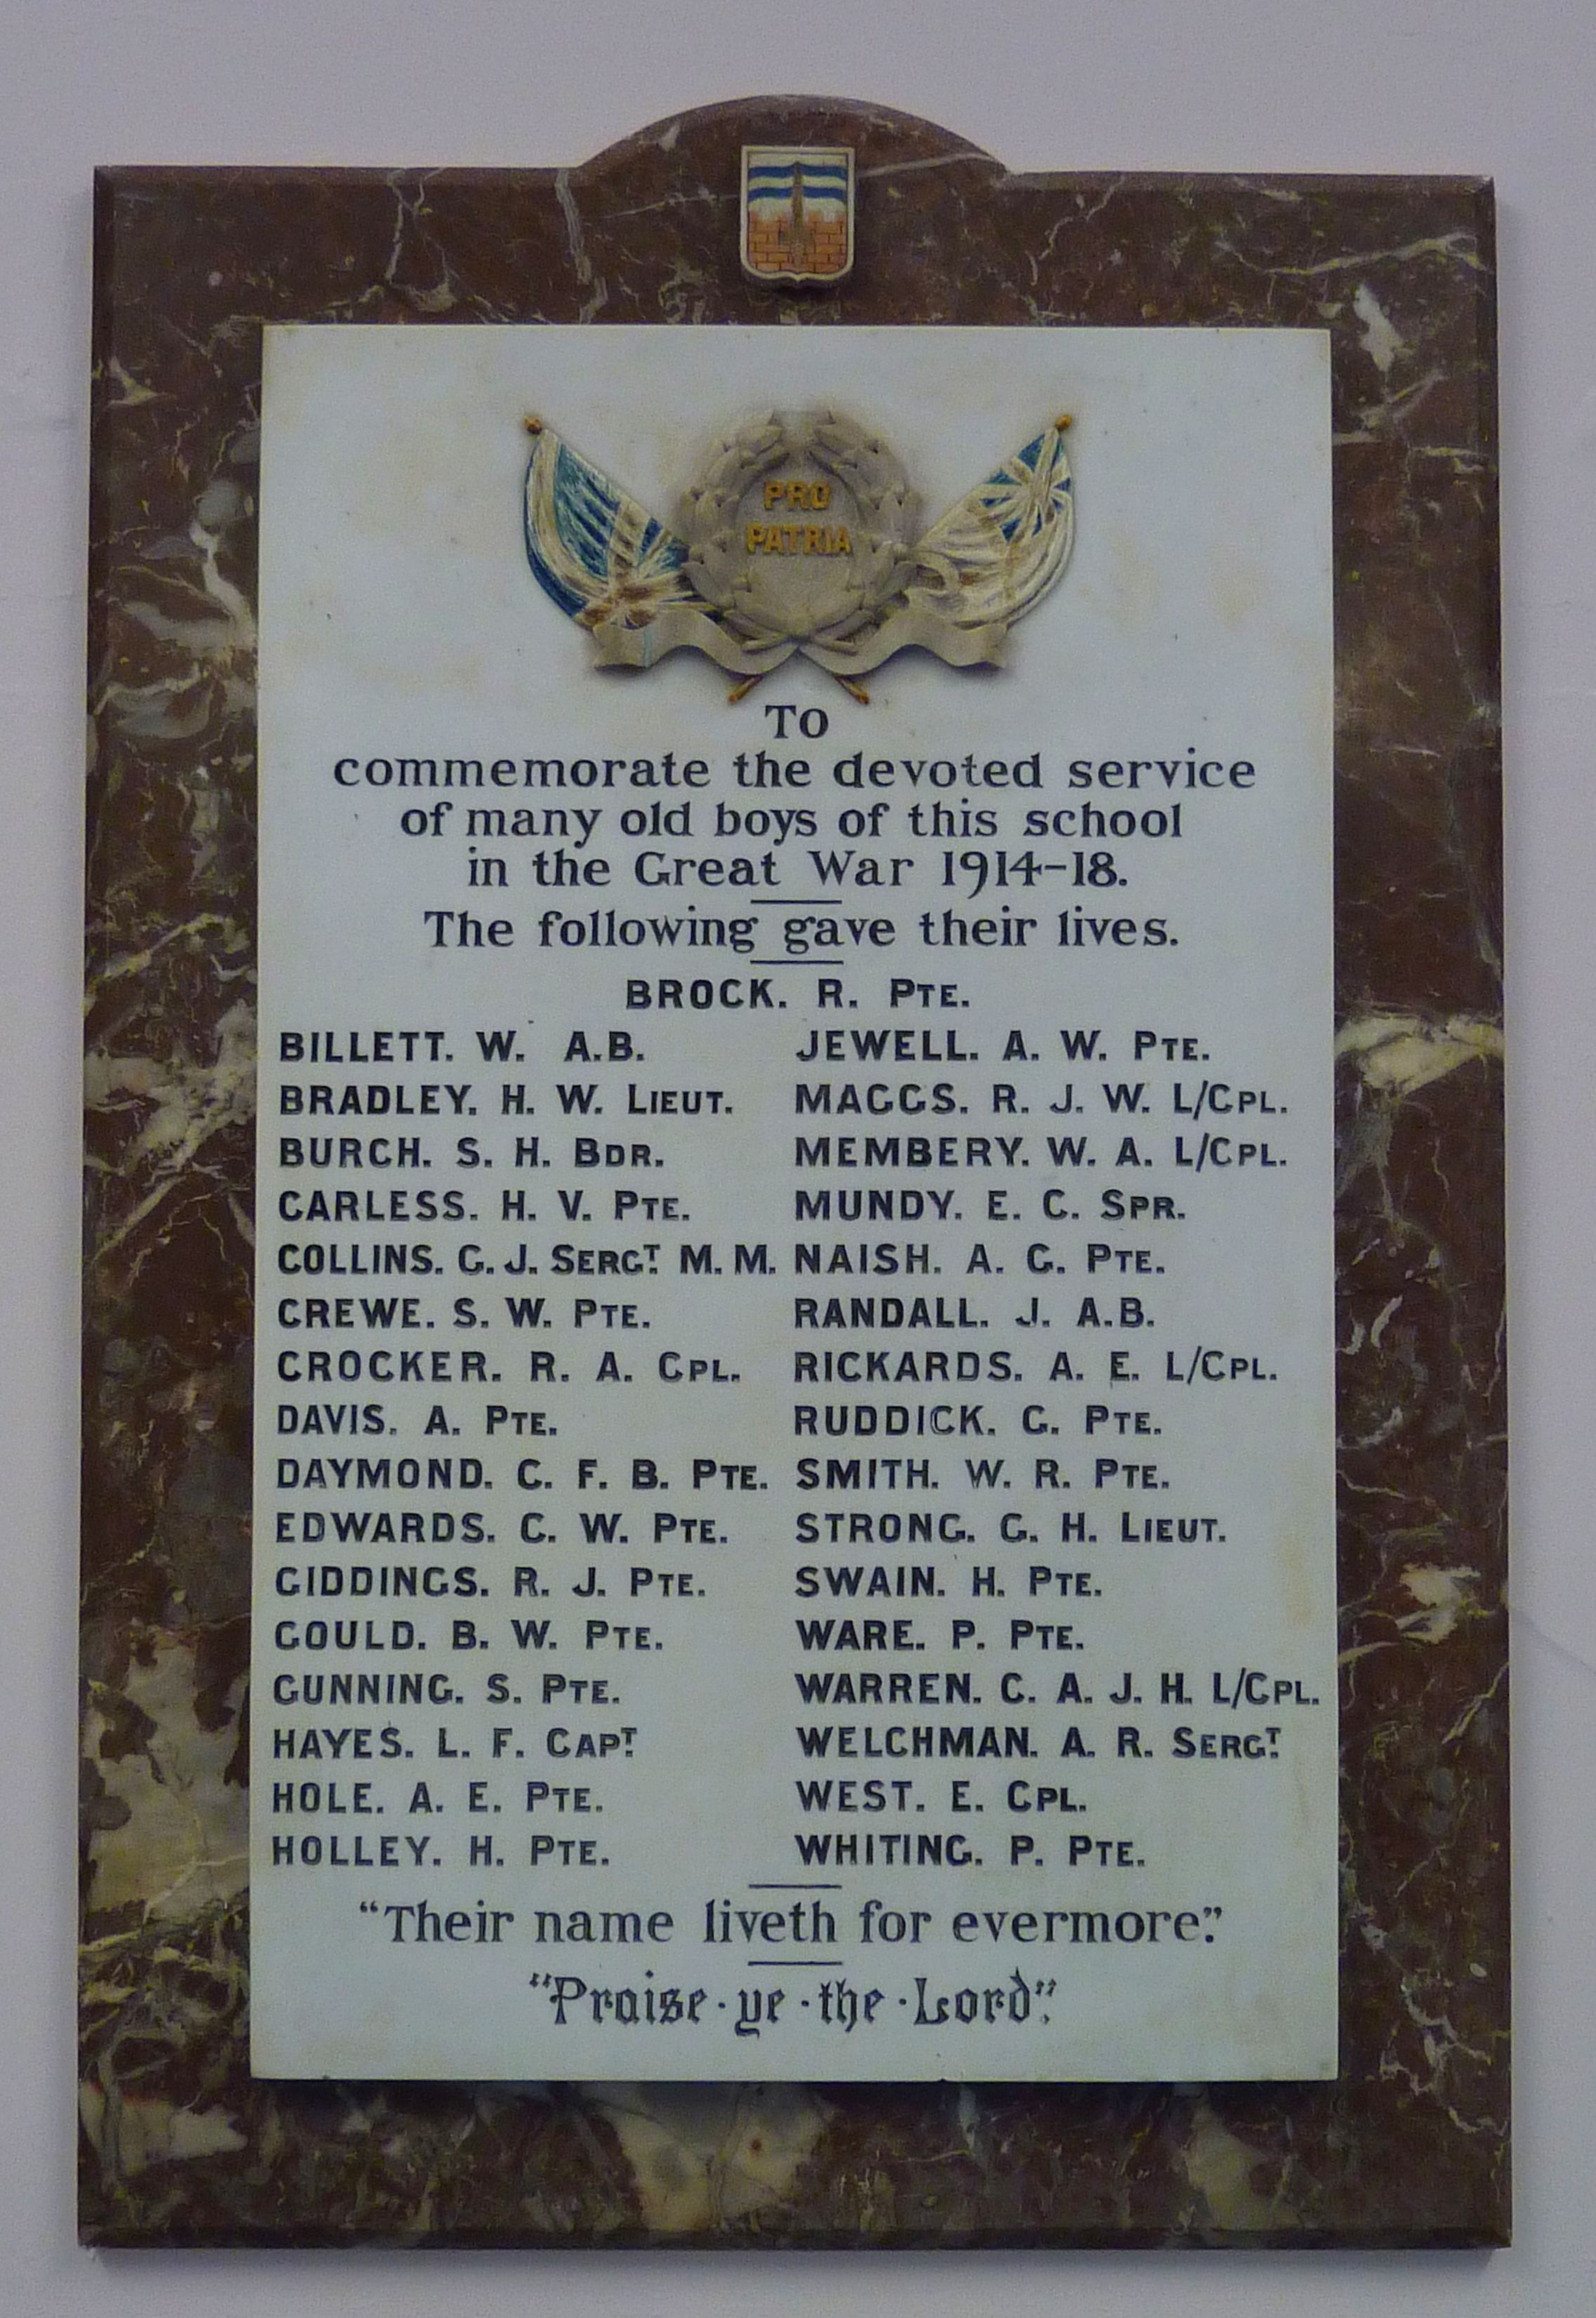 PRO
PATRIA
To
commemorate the devoted service
of many old boys of this school
in the Great War 1914-18.
The following gave their lives.
BROCK. R. PTE.
BILLETT. W. A.B.
BRADLEY. H. W. LIEUT.
BURCH. S. H. BDR.
CARLESS. H. V. PTE.
COLLINS. G. J. SERGT. M. M.
CREWE. S. W. PTE.
CROCKER. R. A. CPL.
DAVIS. A. PTE.
DAYMOND. C. F. B. PTE.
EDWARDS. C. W. PTE.
GIDDINGS. R. J. PTE.
GOULD. B. W. PTE.
GUNNING. S. PTE.
HAYES. L. F. CAPT.
HOLE. A. E. PTE.
HOLLEY. H. PTE.
JEWELL. A. W. PTE.
MAGGS. R. J. W. L/CPL.
MEMBERY. W. A. L/CPL.
MUNDY. E. C. SPR.
NAISH. A. G. PTE.
RANDALL. J. A.B.
RICKARDS. A. E. L/CPL.
RUDDICK. G. PTE.
SMITH. W. R. PTE.
STRONG. G. H. LIEUT.
SWAIN. H. PTE.
WARE. P. PTE.
WARREN. C. A. J. H. L/CPL.
WELCHMAN. A. R. SERGT.
WEST. E. CPL.
WHITING. P. PTE.
"Their name liveth for evermore."
"Praise · ye · the · Lord".